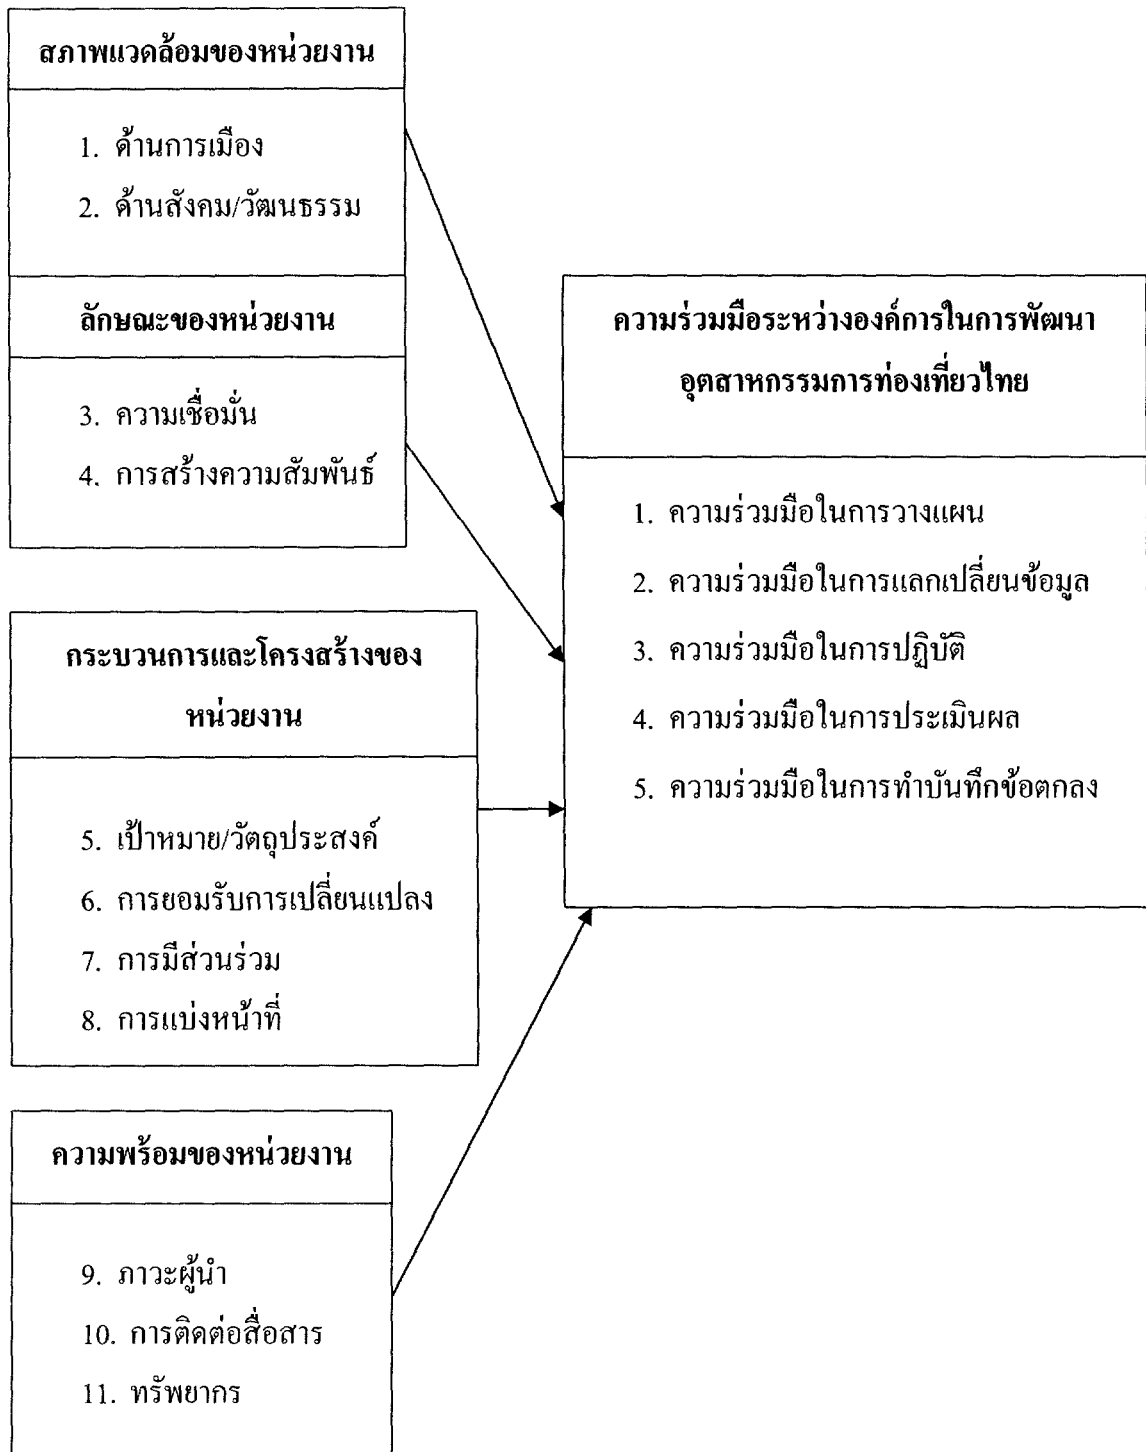 สภาพแวดล้อมของหน่วยงาน
1. ด้านการเมือง
2. ด้านสังคม/วัฒนธรรม
ลักษณะของหน่วยงาน
3. ความเชื่อมั่น
4. การสร้างความสัมพันธ์
กระบวนการและโครงสร้างของ
หน่วยงาน
5. เป้าหมาย/วัตถุประสงค์
6. การยอมรับการเปลี่ยนแปลง
7. การมีส่วนร่วม
8. การแบ่งหน้าที่
ความพร้อมของหน่วยงาน
9. ภาวะผู้นำ
10. การติดต่อสื่อสาร
11. ทรัพยากร
ความร่วมมือระหว่างองค์การในการพัฒนา
อุตสาหกรรมการท่องเที่ยวไทย
1. ความร่วมมือในการวางแผน
2. ความร่วมมือในการแลกเปลี่ยนข้อมูล
3. ความร่วมมือในการปฏิบัติ
4. ความร่วมมือในการประเมินผล
5. ความร่วมมือในการทำบันทึกข้อตกลง